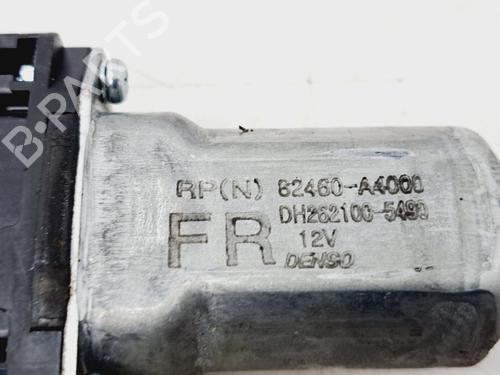 RP(N) 82460-A4000
FR DH262100-5490
12V
DENSO
B-PARTS